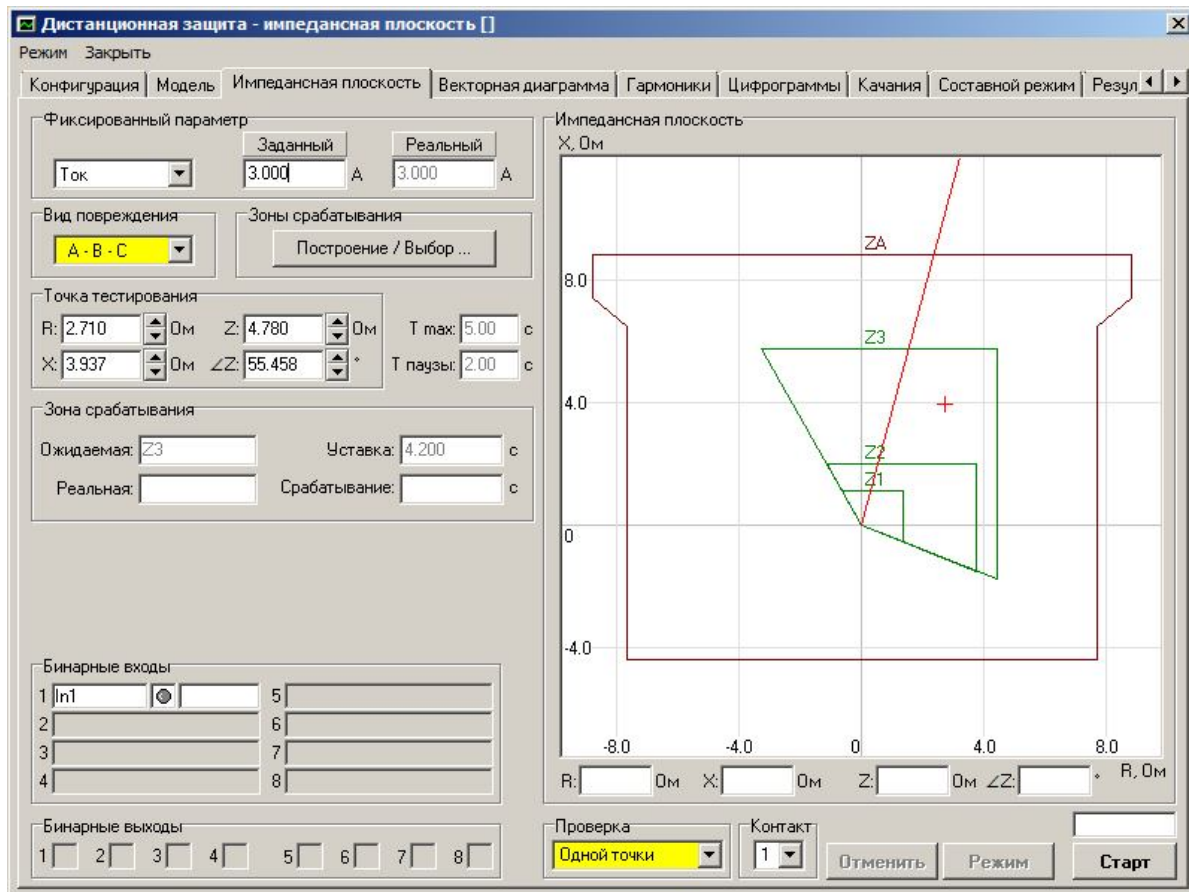 Дистанционная защита - импедансная плоскость []
Режим Закрыть
Конфигурация Модель Импедансная плоскость Векторная диаграмма Гармоники Цифрограммы Качания Составной режим Резул
Фиксированный параметр
Заданный Реальный
Ток 3.000 А 3.000 А
Вид повреждения
А - В - С
Зоны срабатывания
Построение / Выбор ...
Точка тестирования
R: 2.710 Ом Z: 4.780 Ом
X: 3.937 Ом ∠Z: 55.458 °
T max: 5.00 с
Т паузы: 2.00 с
Зона срабатывания
Ожидаемая: Z3 Уставка: 4.200 с
Реальная: Срабатывание: с
Бинарные входы
1 In1 5
2 6
3 7
4 8
Бинарные выходы
1 2 3 4 5 6 7 8
Импедансная плоскость
X, Ом
ZA
8.0
Z3
4.0
Z2
Z1
0
-4.0
-8.0 -4.0 0 4.0 8.0
R, Ом
R: Ом X: Ом Z: Ом ∠Z: °
Проверка
Одной точки
Контакт
1
Отменить Режим Старт